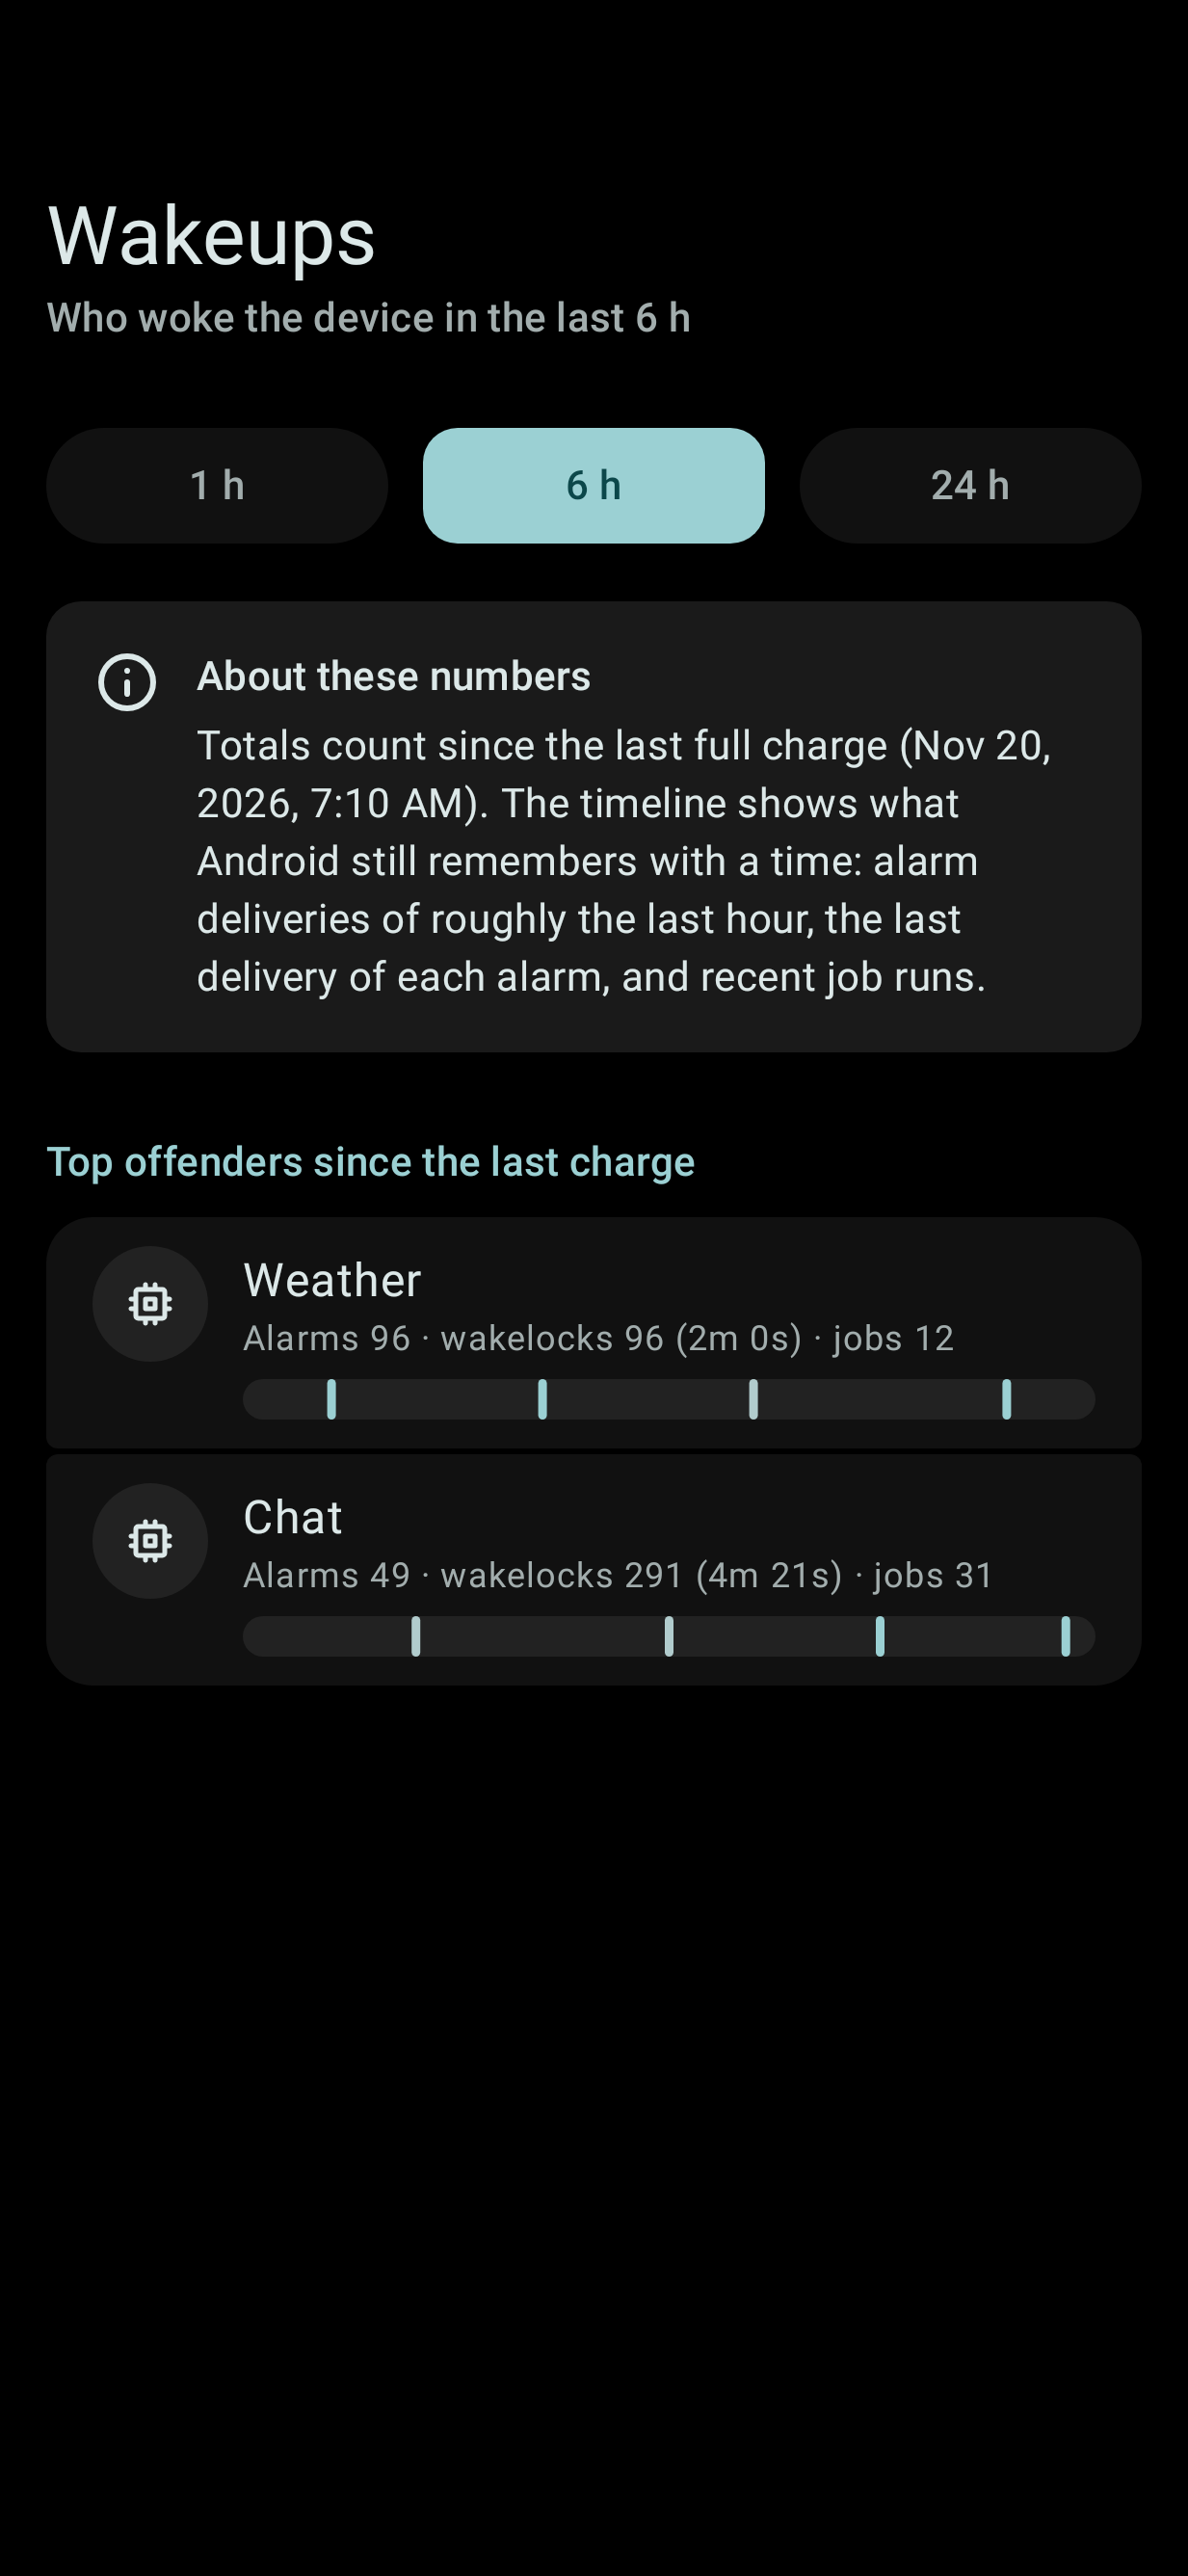 Wakeups
Who woke the device in the last 6 h
1 h
6 h
24 h
About these numbers
Totals count since the last full charge (Nov 20,
2026, 7:10 AM). The timeline shows what
Android still remembers with a time: alarm
deliveries of roughly the last hour, the last
delivery of each alarm, and recent job runs.
Top offenders since the last charge
Weather
Alarms 96 · wakelocks 96 (2m 0s) · jobs 12
Chat
Alarms 49 · wakelocks 291 (4m 21s) · jobs 31